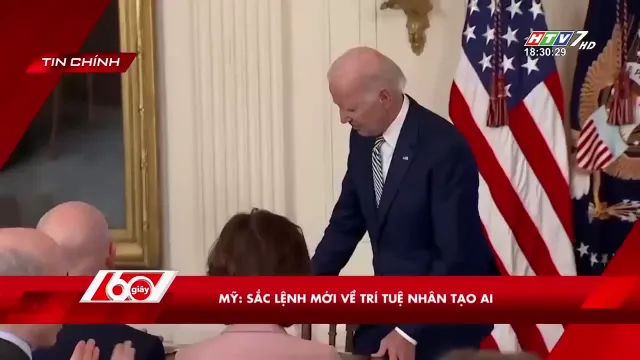 TIN CHÍNH
HTV7 HD
18:30:29
60 giây
MỸ: SẮC LỆNH MỚI VỀ TRÍ TUỆ NHÂN TẠO AI